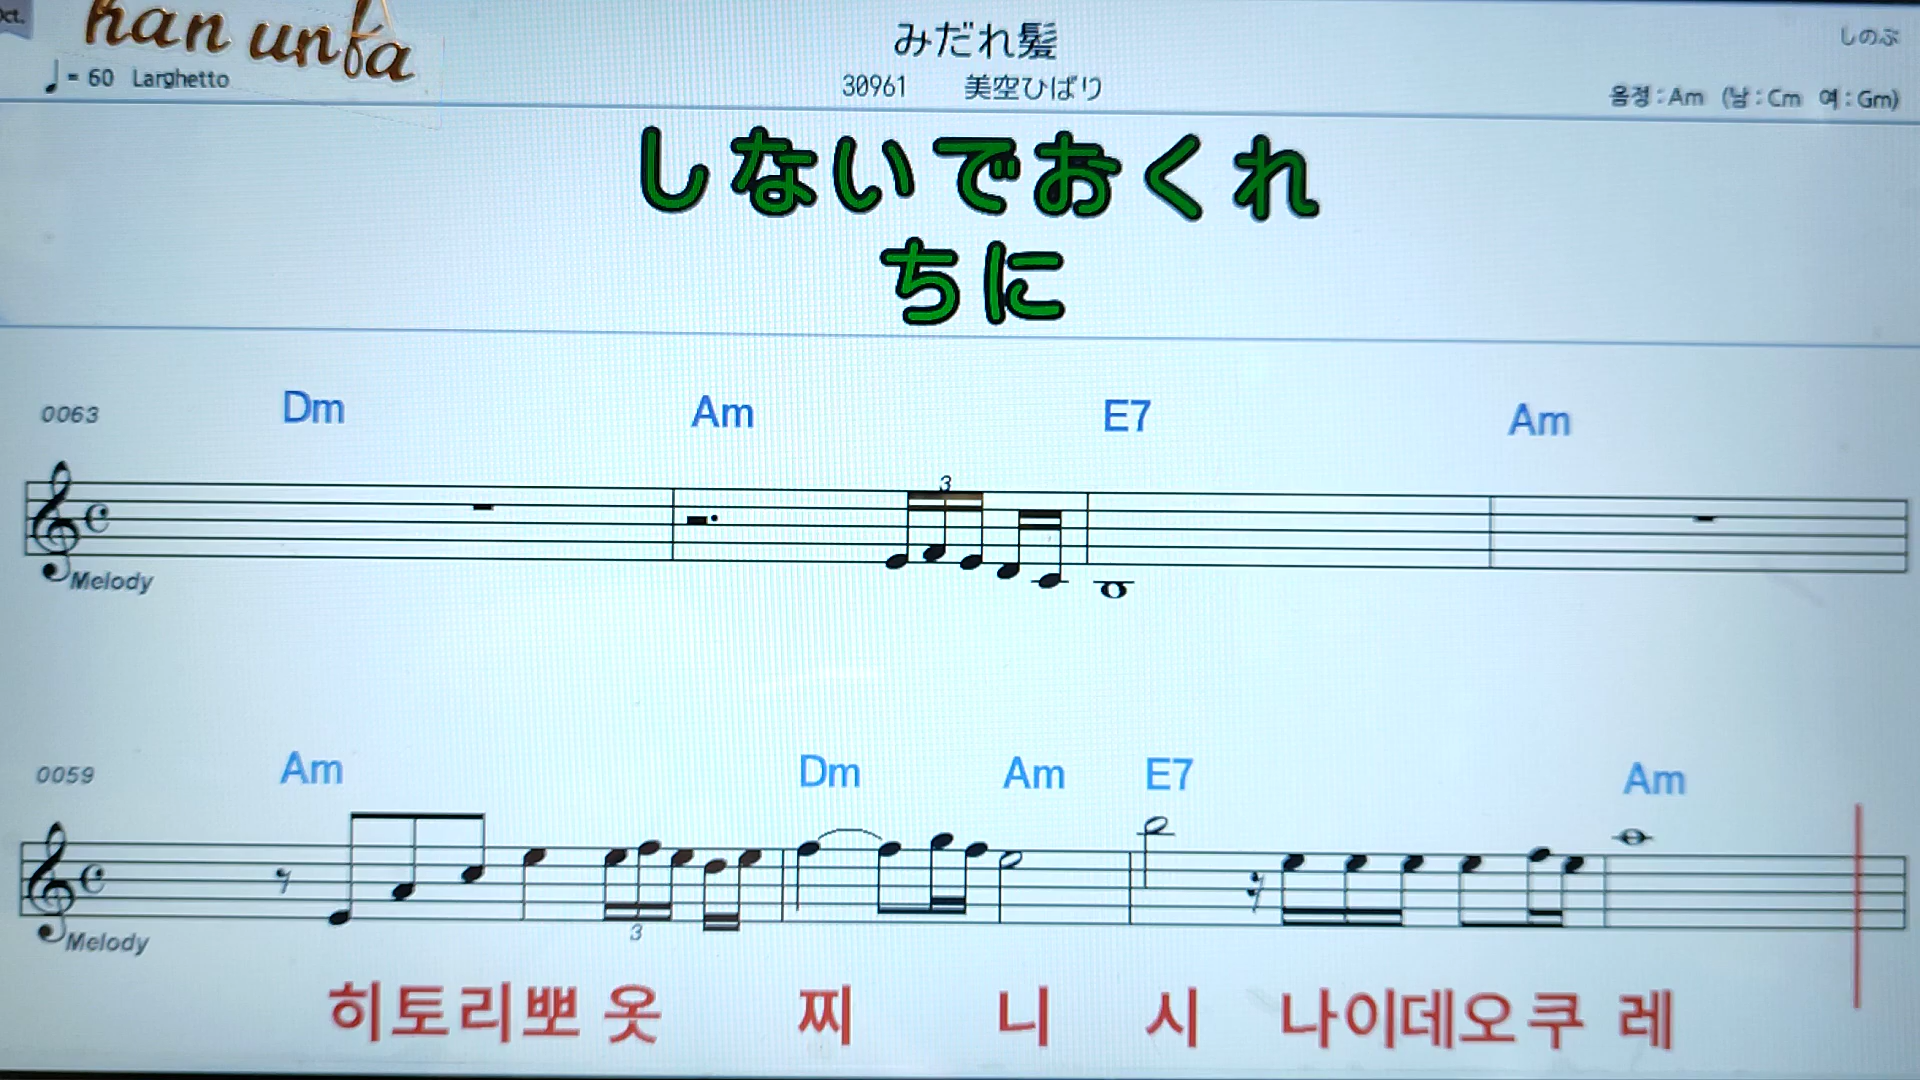 Oct.
han unfa
みだれ髪
しのぶ
♩ = 60 Larghetto
30961 美空ひばり
음정 : Am (남 : Cm 여 : Gm)
しないでおくれ
ちに
0063 Dm Am E7 Am
3
Melody
0059 Am Dm Am E7 Am
3
Melody
히토리뽀 옷 찌 니 시 나이데오쿠 레